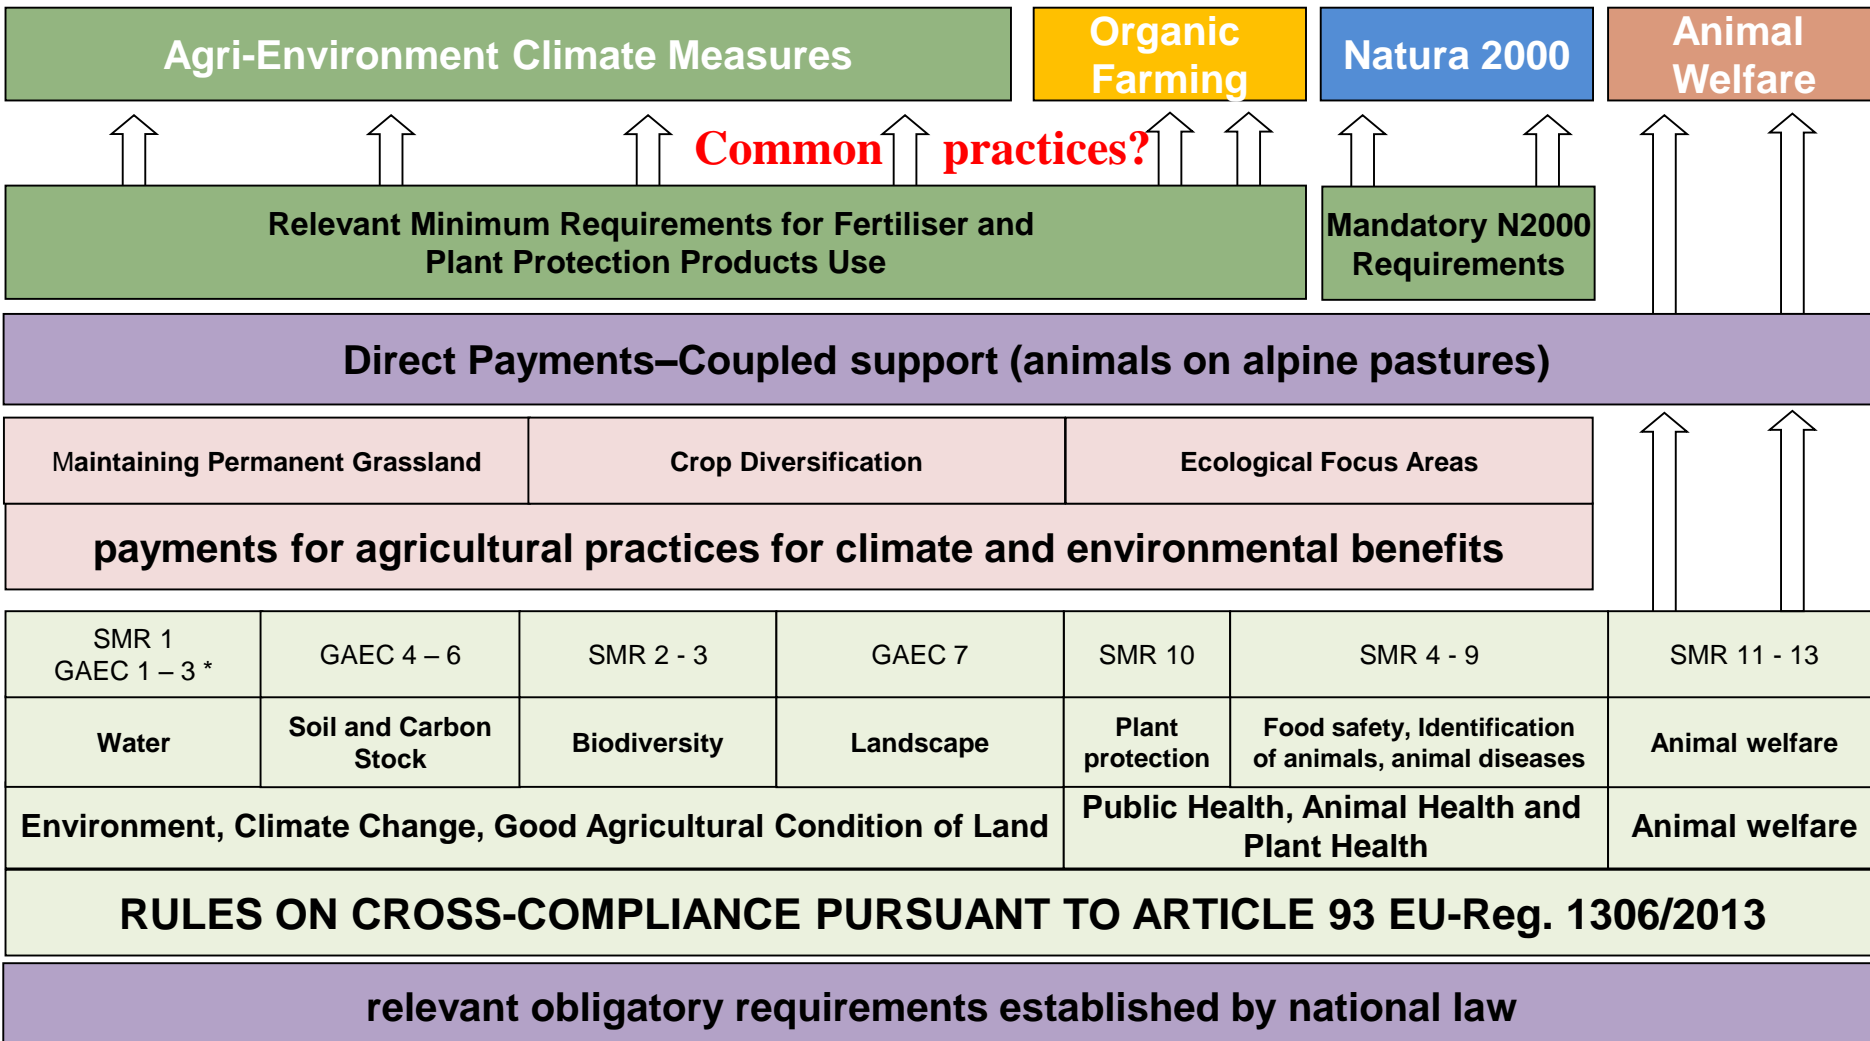 Agri-Environment Climate Measures
Organic
Farming
Natura 2000
Animal
Welfare
Common practices?
Relevant Minimum Requirements for Fertiliser and
Plant Protection Products Use
Mandatory N2000
Requirements
Direct Payments–Coupled support (animals on alpine pastures)
Maintaining Permanent Grassland
Crop Diversification
Ecological Focus Areas
payments for agricultural practices for climate and environmental benefits
SMR 1
GAEC 1 – 3 *
GAEC 4 – 6
SMR 2 - 3
GAEC 7
SMR 10
SMR 4 - 9
SMR 11 - 13
Water
Soil and Carbon
Stock
Biodiversity
Landscape
Plant
protection
Food safety, Identification
of animals, animal diseases
Animal welfare
Environment, Climate Change, Good Agricultural Condition of Land
Public Health, Animal Health and
Plant Health
Animal welfare
RULES ON CROSS-COMPLIANCE PURSUANT TO ARTICLE 93 EU-Reg. 1306/2013
relevant obligatory requirements established by national law